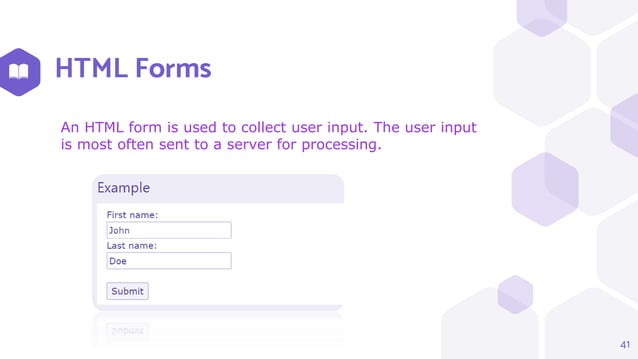 HTML Forms
An HTML form is used to collect user input. The user input
is most often sent to a server for processing.
Example
First name:
John
Last name:
Doe
Submit
Submit
41